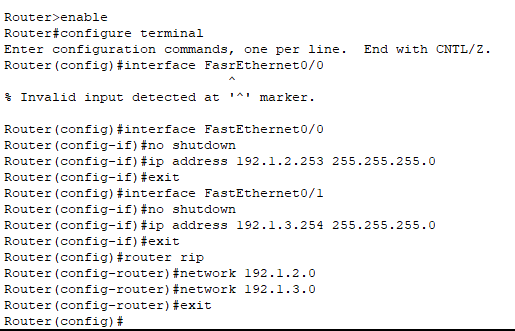 Router>enable
Router#configure terminal
Enter configuration commands, one per line.  End with CNTL/Z.
Router(config)#interface FasrEthernet0/0
^
% Invalid input detected at '^' marker.
Router(config)#interface FastEthernet0/0
Router(config-if)#no shutdown
Router(config-if)#ip address 192.1.2.253 255.255.255.0
Router(config-if)#exit
Router(config)#interface FastEthernet0/1
Router(config-if)#no shutdown
Router(config-if)#ip address 192.1.3.254 255.255.255.0
Router(config-if)#exit
Router(config)#router rip
Router(config-router)#network 192.1.2.0
Router(config-router)#network 192.1.3.0
Router(config-router)#exit
Router(config)#